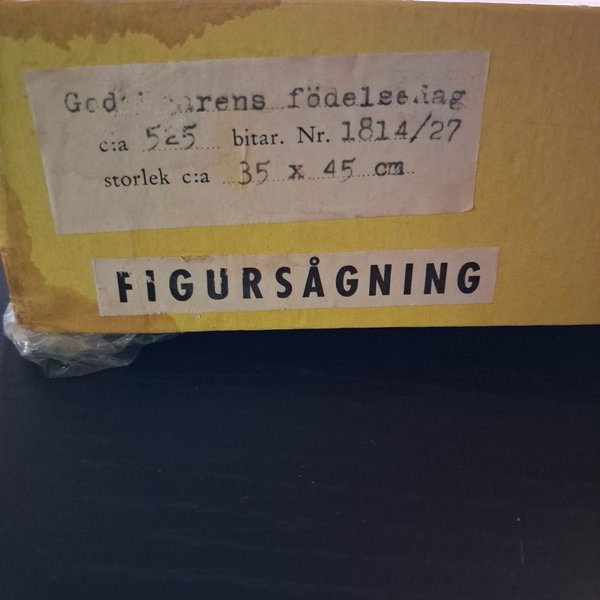 födelsedag
c:a 525 bitar. Nr. 1814/27
storlek c:a 35 x 45 cm.
FIGURSÅGNING